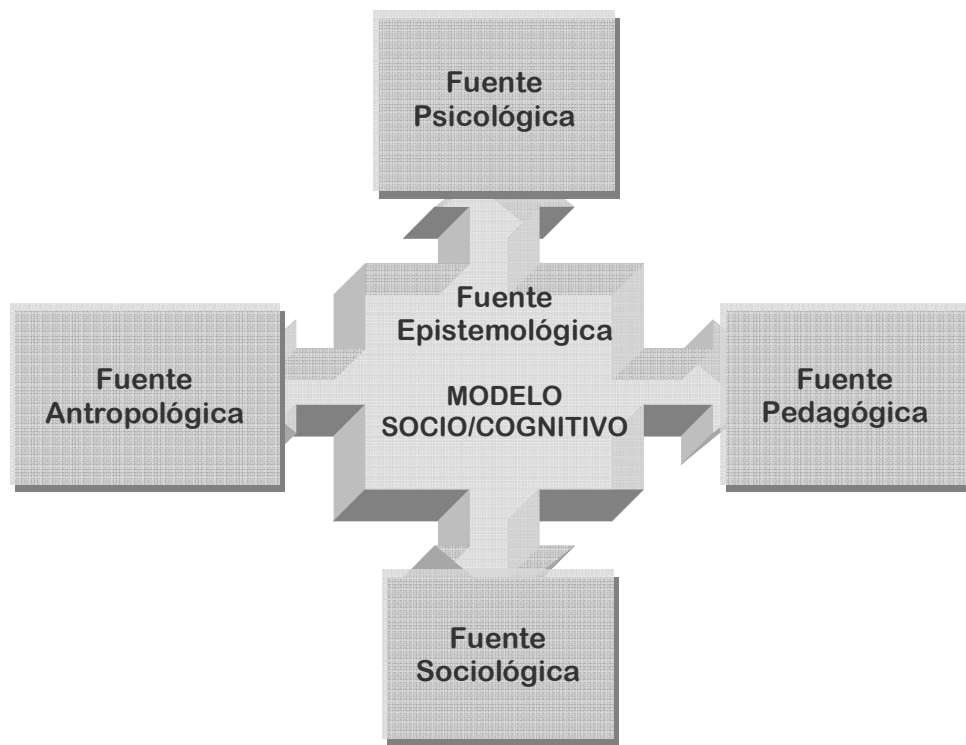 Fuente
Psicológica
Fuente
Epistemológica
MODELO
SOCIO/COGNITIVO
Fuente
Antropológica
Fuente
Pedagógica
Fuente
Sociológica